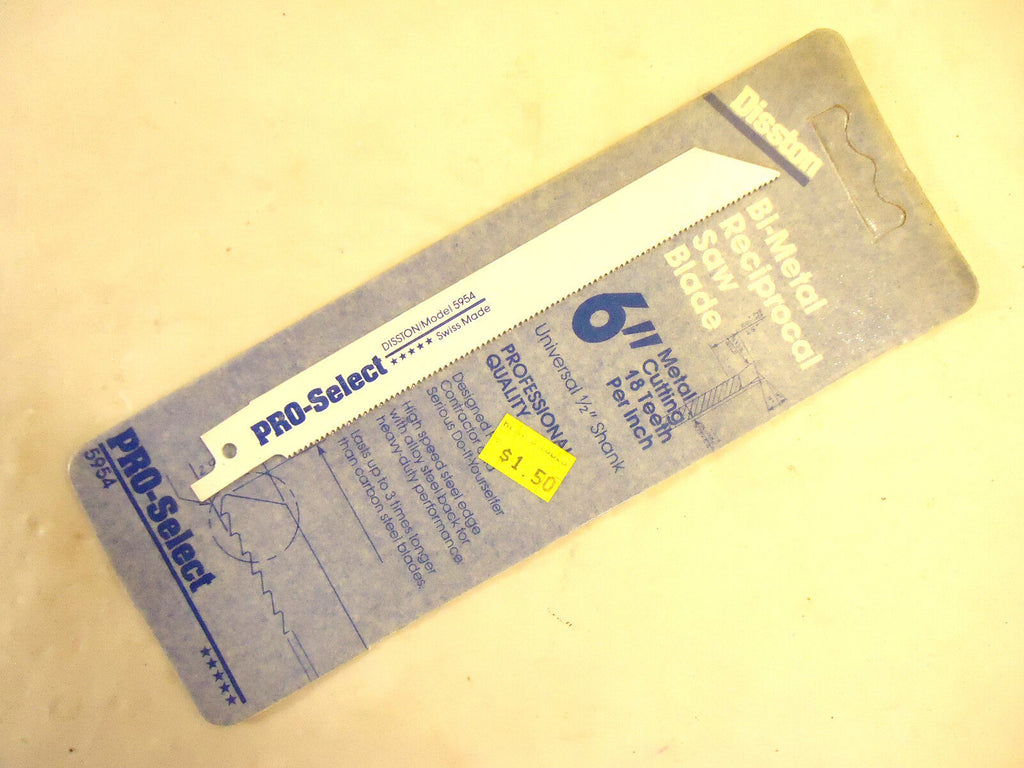 Disston
Bi-Metal
Reciprocal
Saw
Blade
6"
Metal
Cutting
18 Teeth
Per Inch
Universal 1/2" Shank
PROFESSIONAL
QUALITY
Designed
Contractor
Serious Do-It-Yourselfer
High speed steel edge
with alloy steel back for
heavy duty performance.
Lasts up to 3 times longer
than carbon steel blades.
$1.50
PRO-Select
DISSTON/Model 5954
★★★★★ Swiss Made
PRO-Select
5954
★★★★★